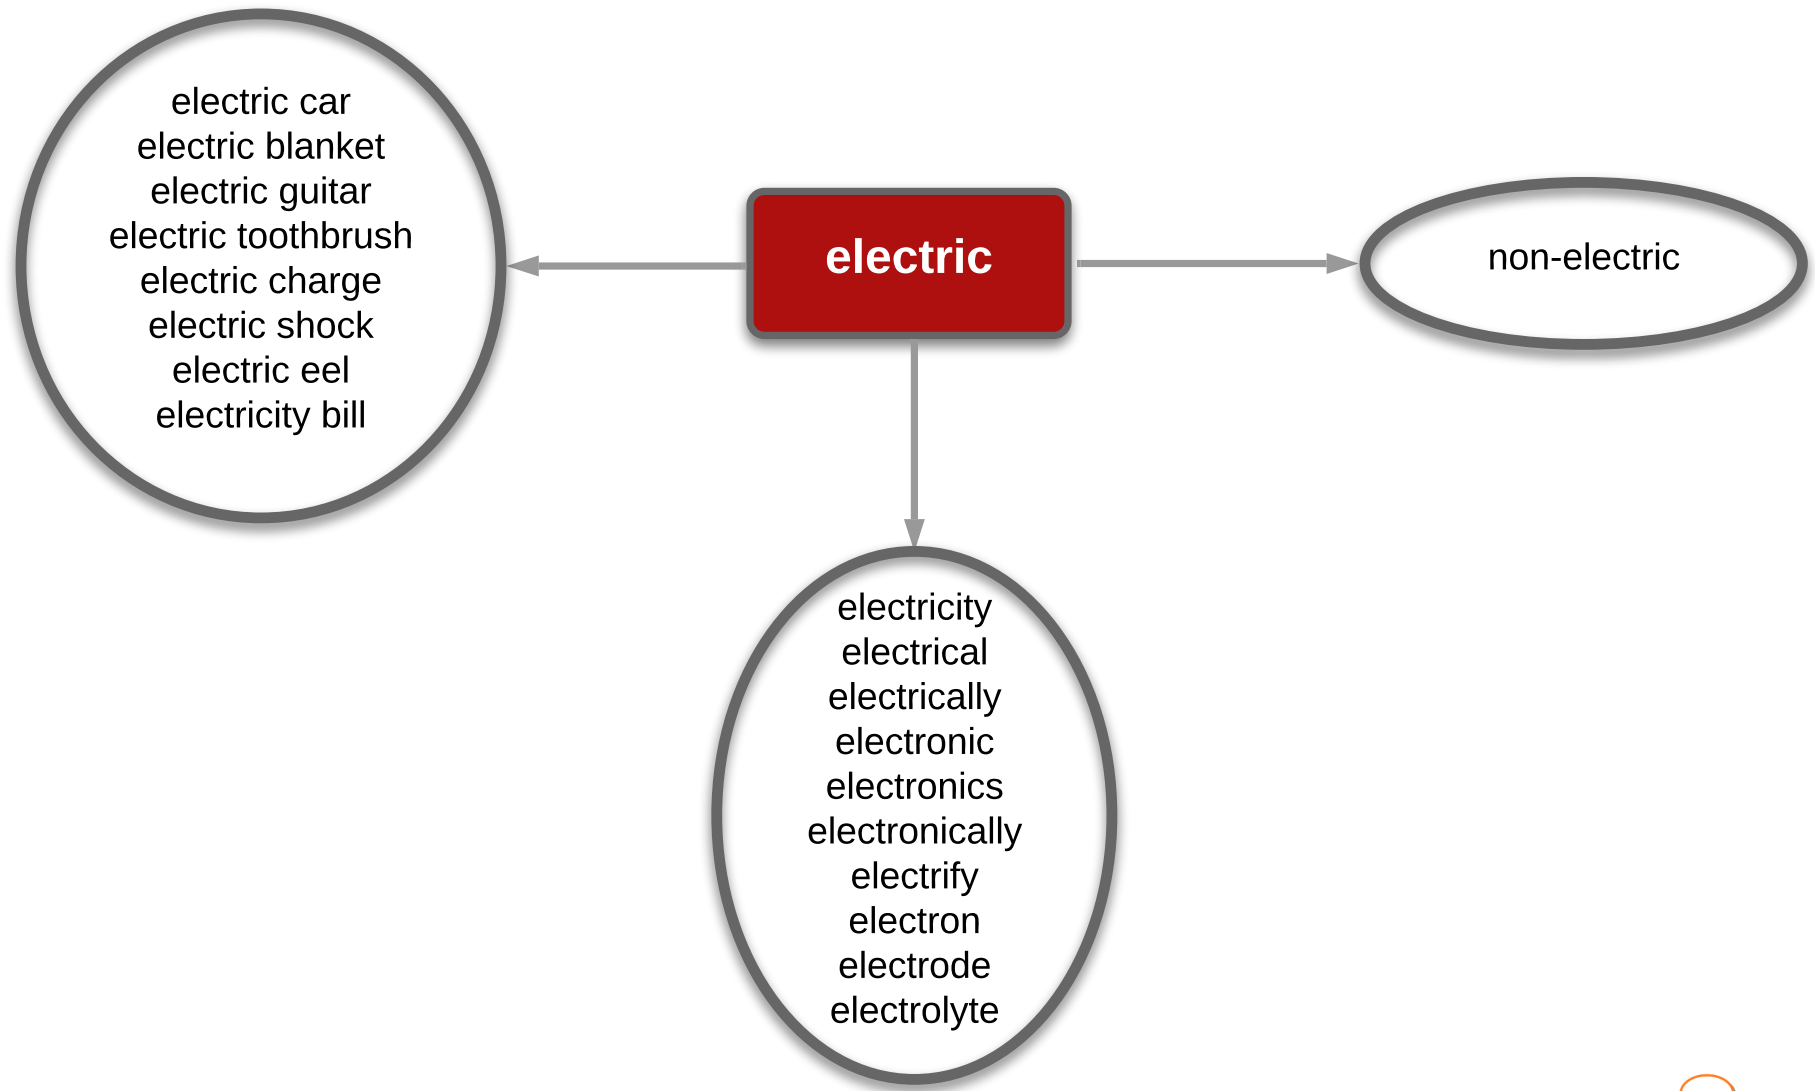 electric car
electric blanket
electric guitar
electric toothbrush
electric charge
electric shock
electric eel
electricity bill
electric
non-electric
electricity
electrical
electrically
electronic
electronics
electronically
electrify
electron
electrode
electrolyte